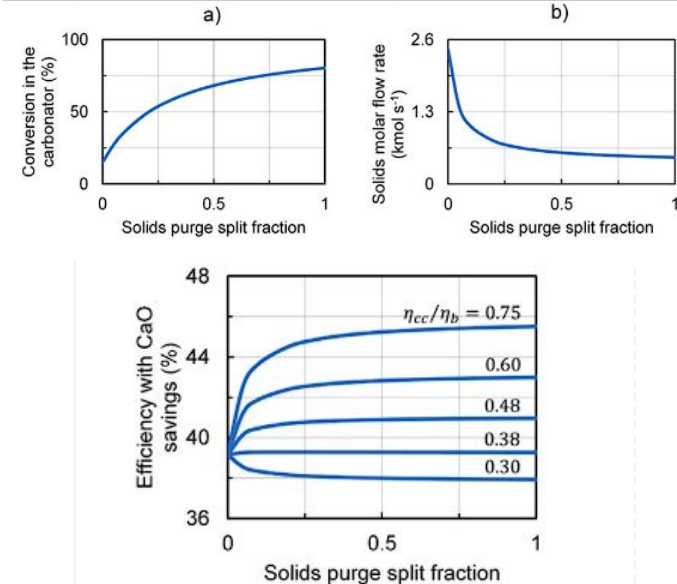 a)
100
50
0
Conversion in the
carbonator (%)
0 0.5 1
Solids purge split fraction
b)
2.6
1.3
0
Solids molar flow rate
(kmol s⁻¹)
0 0.5 1
Solids purge split fraction
48
44
40
36
Efficiency with CaO
savings (%)
η_cc/η_b = 0.75
0.60
0.48
0.38
0.30
0 0.5 1
Solids purge split fraction